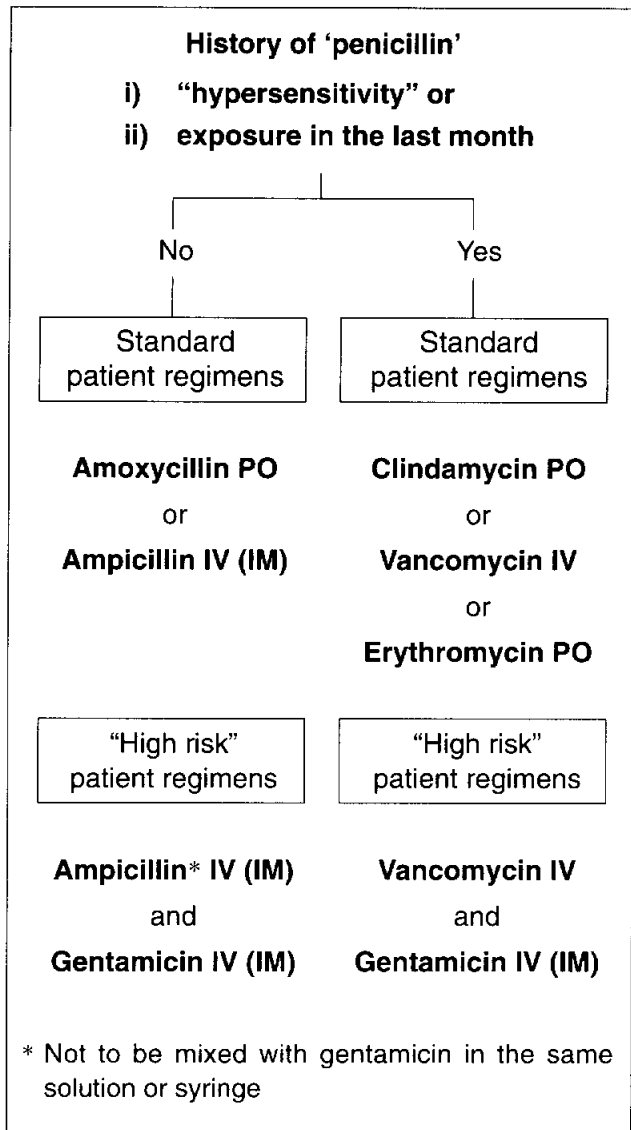 History of ‘penicillin’
i) “hypersensitivity” or
ii) exposure in the last month
No
Yes
Standard
patient regimens
Amoxycillin PO
or
Ampicillin IV (IM)
Standard
patient regimens
Clindamycin PO
or
Vancomycin IV
or
Erythromycin PO
“High risk”
patient regimens
Ampicillin* IV (IM)
and
Gentamicin IV (IM)
“High risk”
patient regimens
Vancomycin IV
and
Gentamicin IV (IM)
* Not to be mixed with gentamicin in the same
solution or syringe